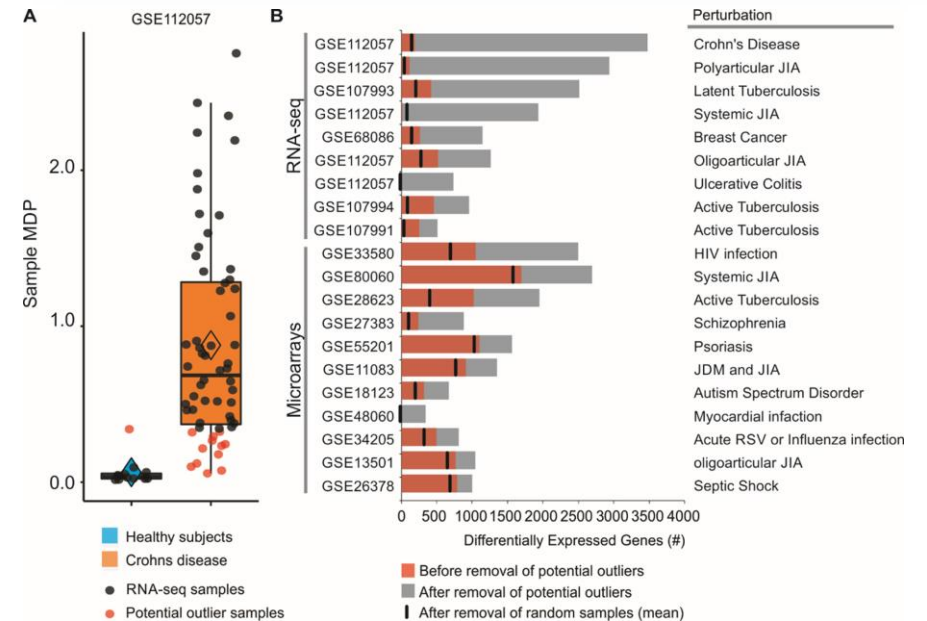 A
GSE112057
Sample MDP
2.0
1.0
0.0
Healthy subjects
Crohns disease
RNA-seq samples
Potential outlier samples
B
Perturbation
RNA-seq
GSE112057 Crohn's Disease
GSE112057 Polyarticular JIA
GSE107993 Latent Tuberculosis
GSE112057 Systemic JIA
GSE68086 Breast Cancer
GSE112057 Oligoarticular JIA
GSE112057 Ulcerative Colitis
GSE107994 Active Tuberculosis
GSE107991 Active Tuberculosis
Microarrays
GSE33580 HIV infection
GSE80060 Systemic JIA
GSE28623 Active Tuberculosis
GSE27383 Schizophrenia
GSE55201 Psoriasis
GSE11083 JDM and JIA
GSE18123 Autism Spectrum Disorder
GSE48060 Myocardial infaction
GSE34205 Acute RSV or Influenza infection
GSE13501 oligoarticular JIA
GSE26378 Septic Shock
0 500 1000 1500 2000 2500 3000 3500 4000
Differentially Expressed Genes (#)
Before removal of potential outliers
After removal of potential outliers
After removal of random samples (mean)